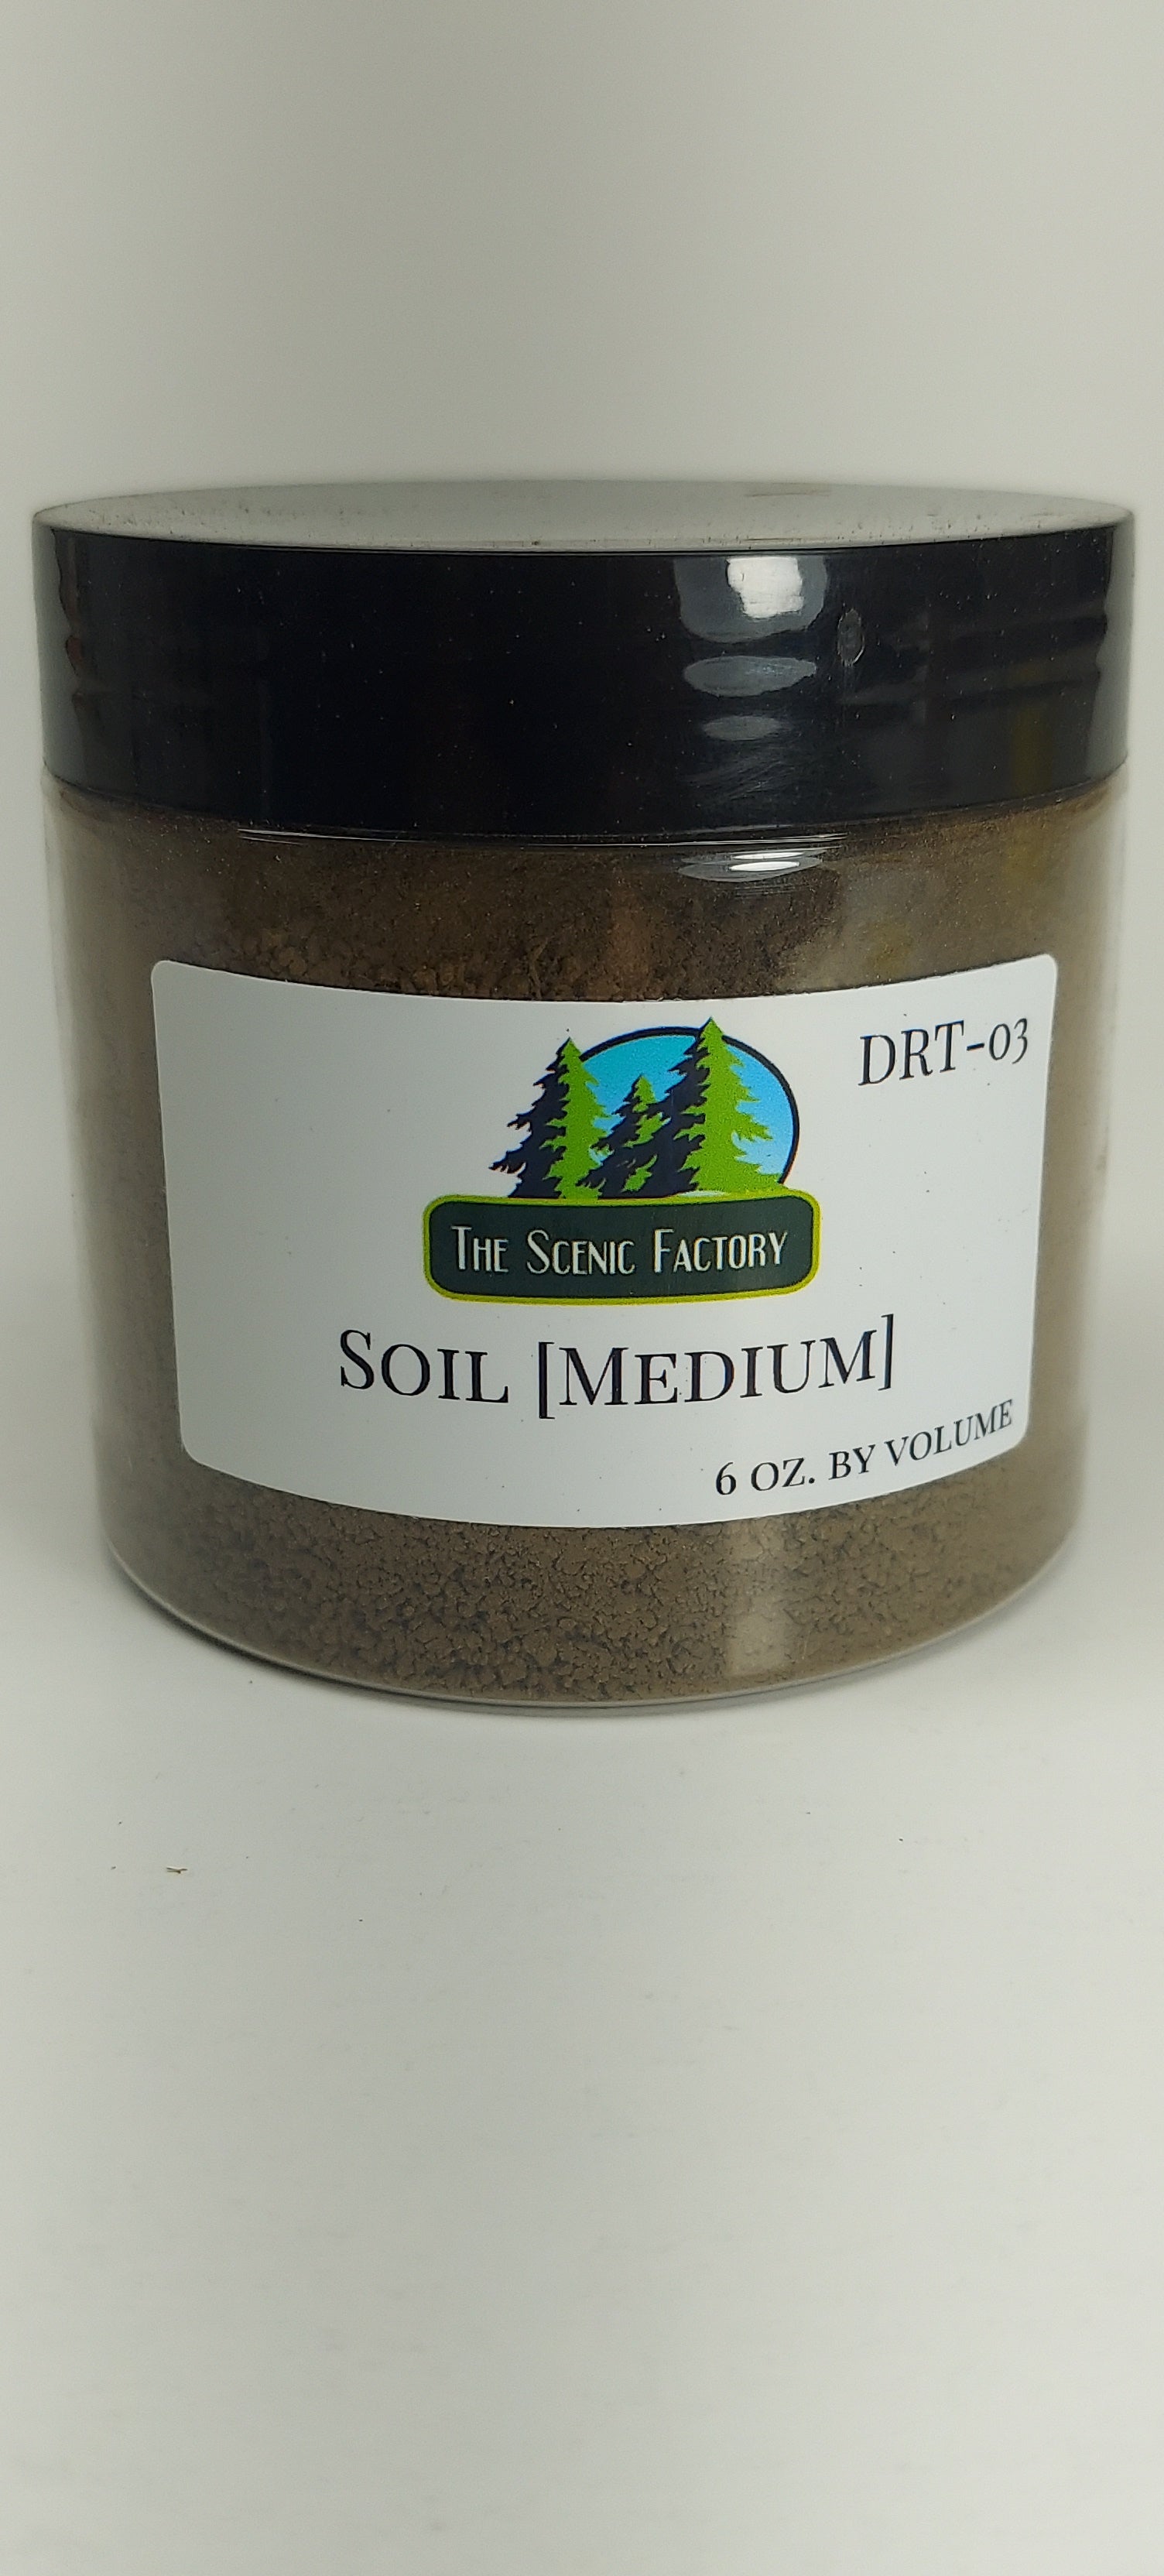 DRT-03
The Scenic Factory
Soil [Medium]
6 oz. by volume